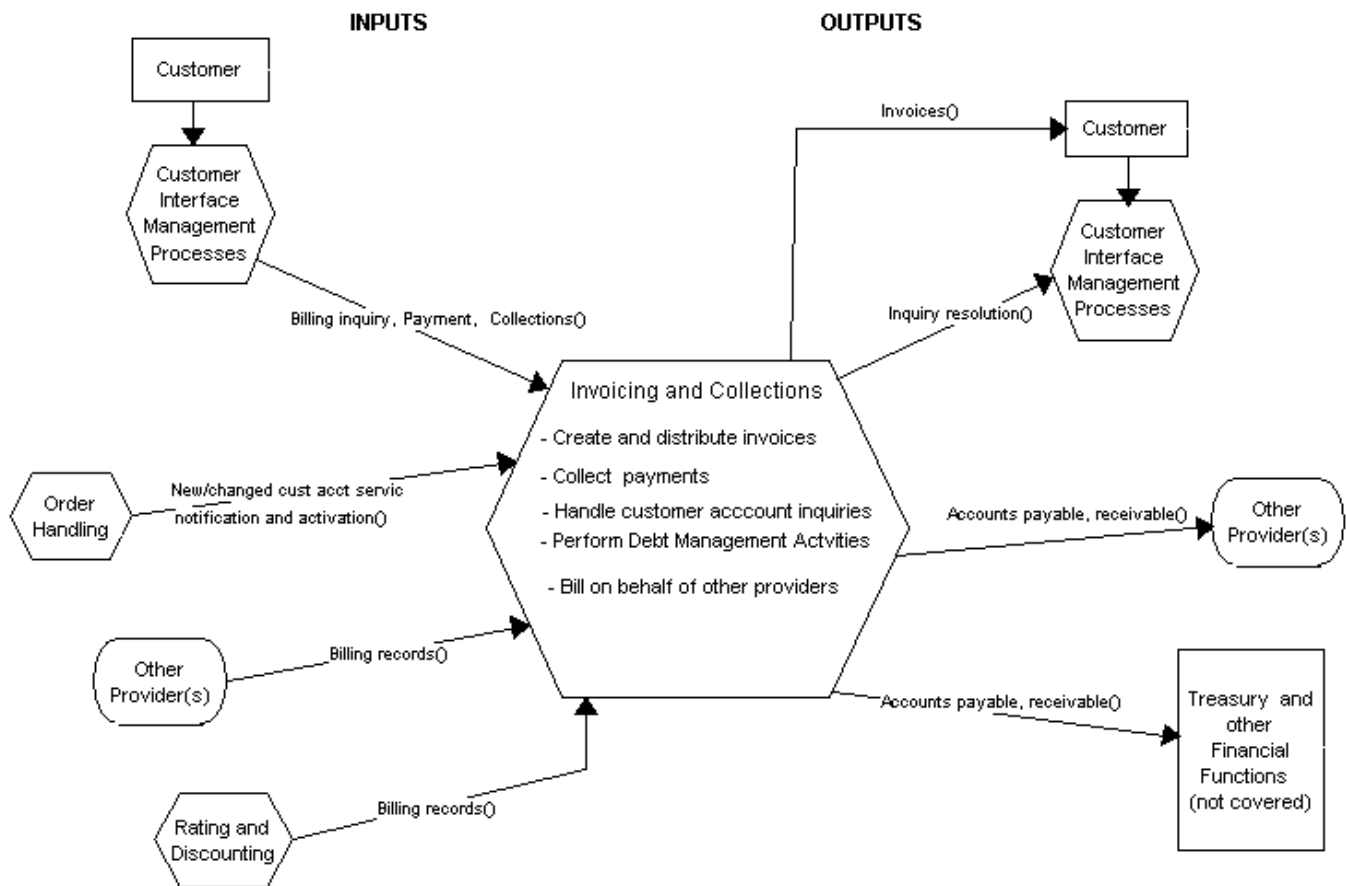 INPUTS
OUTPUTS
Customer
Customer
Interface
Management
Processes
Billing inquiry, Payment, Collections()
Order
Handling
New/changed cust acct servic
notification and activation()
Other
Provider(s)
Billing records()
Rating and
Discounting
Billing records()
Invoicing and Collections
- Create and distribute invoices
- Collect payments
- Handle customer acccount inquiries
- Perform Debt Management Actvities
- Bill on behalf of other providers
Invoices()
Customer
Customer
Interface
Management
Processes
Inquiry resolution()
Accounts payable, receivable()
Other
Provider(s)
Accounts payable, receivable()
Treasury and
other
Financial
Functions
(not covered)